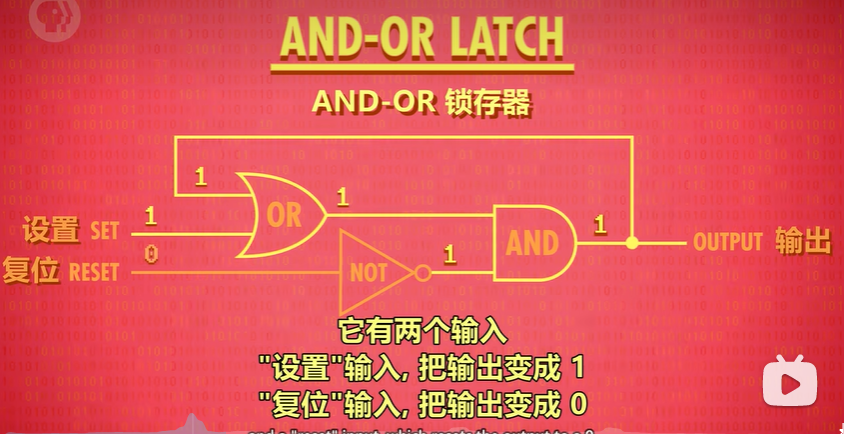 AND-OR LATCH
AND-OR 锁存器
1
1
OR
设置 SET
1
复位 RESET
0
NOT
1
AND
1
OUTPUT 输出
它有两个输入
"设置"输入, 把输出变成 1
"复位"输入, 把输出变成 0